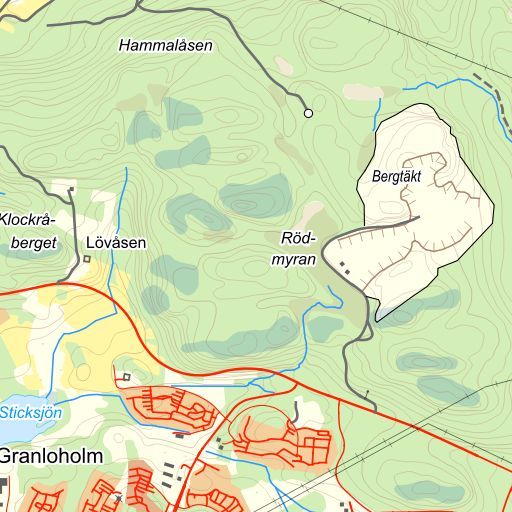 Hammalåsen
Bergtäkt
Klockrå-
berget
Lövåsen
Röd-
myran
Sticksjön
Granloholm